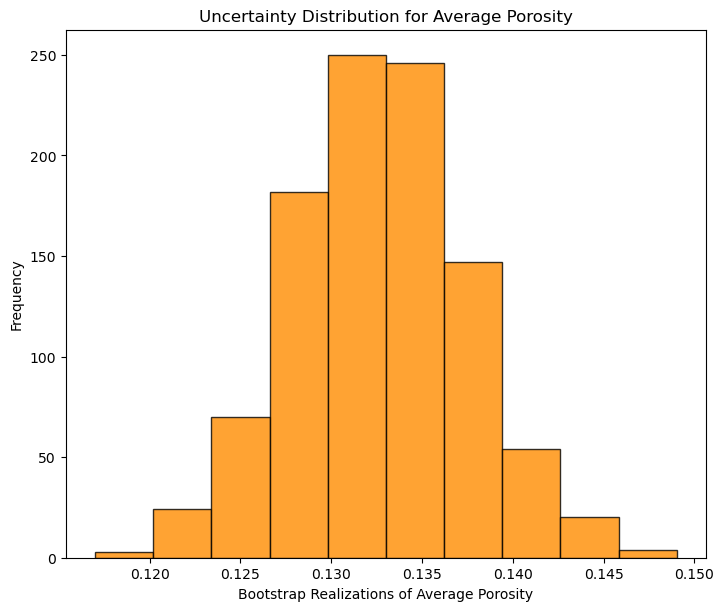 Uncertainty Distribution for Average Porosity
250
200
150
100
50
0
Frequency
0.120 0.125 0.130 0.135 0.140 0.145 0.150
Bootstrap Realizations of Average Porosity